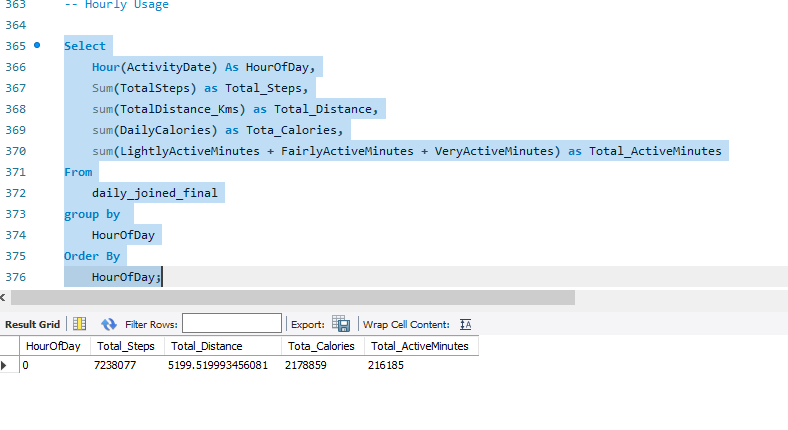 363 -- Hourly Usage
364
365 Select
366 Hour(ActivityDate) As HourOfDay,
367 Sum(TotalSteps) as Total_Steps,
368 sum(TotalDistance_Kms) as Total_Distance,
369 sum(DailyCalories) as Tota_Calories,
370 sum(LightlyActiveMinutes + FairlyActiveMinutes + VeryActiveMinutes) as Total_ActiveMinutes
371 From
372 daily_joined_final
373 group by
374 HourOfDay
375 Order By
376 HourOfDay;
Result Grid Filter Rows: Export: Wrap Cell Content:
HourOfDay Total_Steps Total_Distance Tota_Calories Total_ActiveMinutes
0 7238077 5199.519993456081 2178859 216185